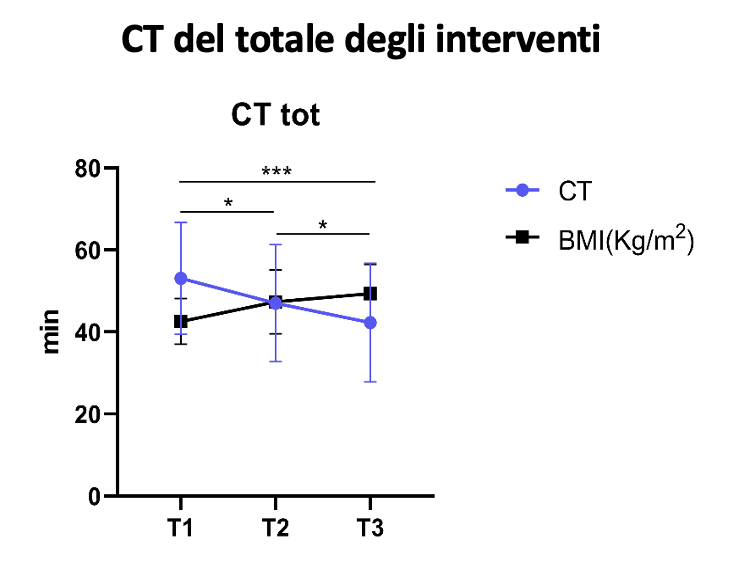 CT del totale degli interventi
CT tot
80
60
40
20
0
min
***
*
*
T1 T2 T3
CT
BMI(Kg/m²)